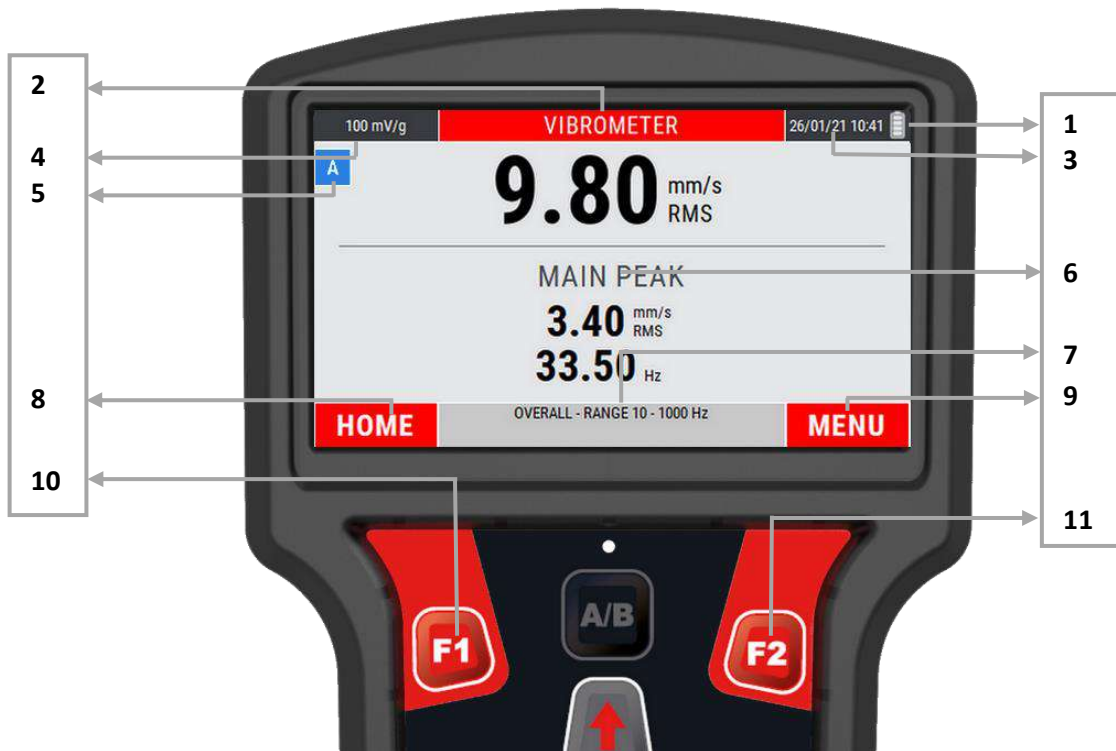 2
4
5
8
10
100 mV/g
VIBROMETER
26/01/21 10:41
A
9.80 mm/s
RMS
MAIN PEAK
3.40 mm/s
RMS
33.50 Hz
HOME
OVERALL - RANGE 10 - 1000 Hz
MENU
F1
A/B
F2
1
3
6
7
9
11